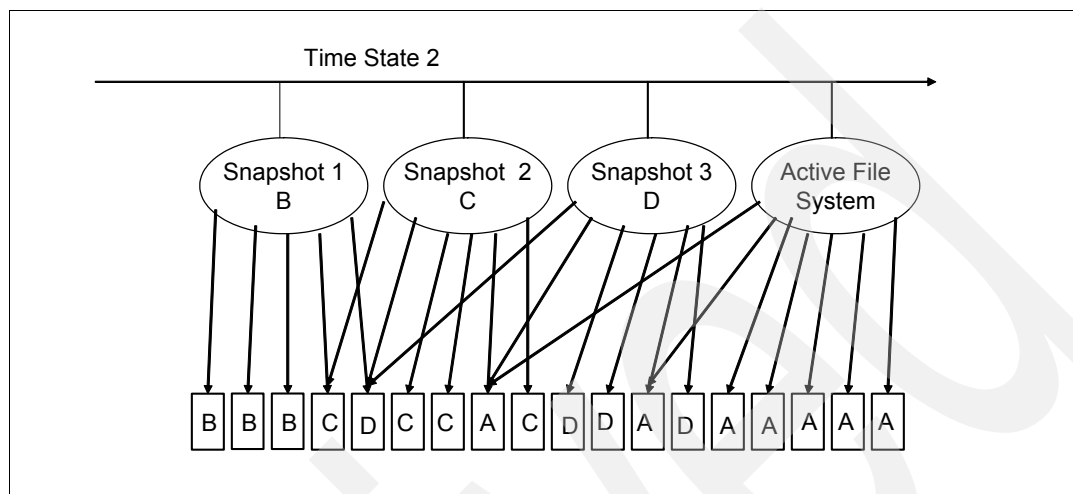 Time State 2
Snapshot 1
B
Snapshot 2
C
Snapshot 3
D
Active File
System
B B B C D C C A C D D A D A A A A A